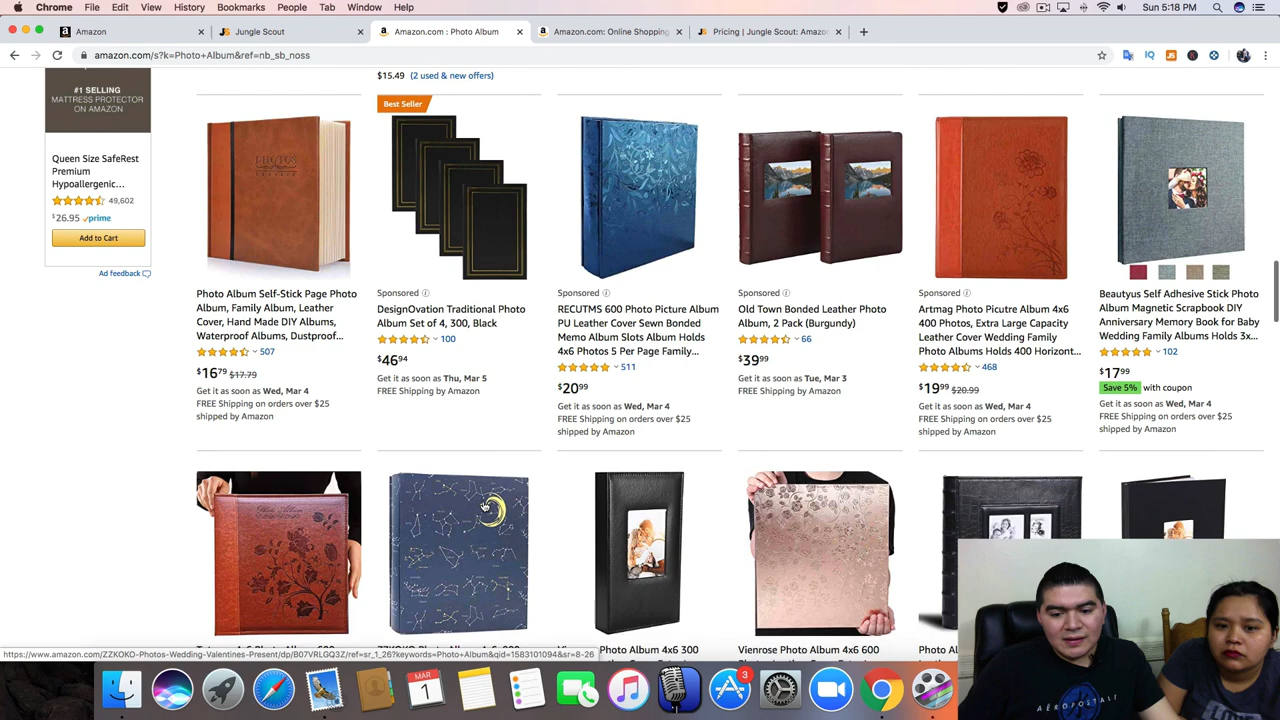 Chrome File Edit View History Bookmarks People Tab Window Help Sun 5:18 PM
Amazon Jungle Scout Amazon.com : Photo Album Amazon.com: Online Shopping Pricing | Jungle Scout: Amazo
amazon.com/s?k=Photo+Album&ref=nb_sb_noss
#1 SELLING
MATTRESS PROTECTOR
ON AMAZON
Queen Size SafeRest
Premium
Hypoallergenic...
49,602
$26.95 prime
Add to Cart
Ad feedback
$15.49 (2 used & new offers)
Best Seller
PHOTOS
Photo Album Self-Stick Page Photo
Album, Family Album, Leather
Cover, Hand Made DIY Albums,
Waterproof Albums, Dustproof...
507
$16.79 $17.79
Get it as soon as Wed, Mar 4
FREE Shipping on orders over $25
shipped by Amazon
Sponsored
DesignOvation Traditional Photo
Album Set of 4, 300, Black
100
$46.94
Get it as soon as Thu, Mar 5
FREE Shipping by Amazon
Sponsored
RECUTMS 600 Photo Picture Album
PU Leather Cover Sewn Bonded
Memo Album Slots Album Holds
4x6 Photos 5 Per Page Family...
511
$20.99
Get it as soon as Wed, Mar 4
FREE Shipping on orders over $25
shipped by Amazon
Sponsored
Old Town Bonded Leather Photo
Album, 2 Pack (Burgundy)
66
$39.99
Get it as soon as Tue, Mar 3
FREE Shipping by Amazon
Sponsored
Artmag Photo Picutre Album 4x6
400 Photos, Extra Large Capacity
Leather Cover Wedding Family
Photo Albums Holds 400 Horizont...
468
$19.99 $20.99
Get it as soon as Wed, Mar 4
FREE Shipping on orders over $25
shipped by Amazon
Beautyus Self Adhesive Stick Photo
Album Magnetic Scrapbook DIY
Anniversary Memory Book for Baby
Wedding Family Albums Holds 3x...
102
$17.99
Save 5% with coupon
Get it as soon as Wed, Mar 4
FREE Shipping on orders over $25
shipped by Amazon
Photo Album
Vienrose Photo Album 4x6 600
https://www.amazon.com/ZZKOKO-Photos-Wedding-Valentines-Present/dp/B07VRLGQ3Z/ref=sr_1_26?keywords=Photo+Album&qid=1583101094&sr=8-26
MAR
1
3
AÉROPOSTALE